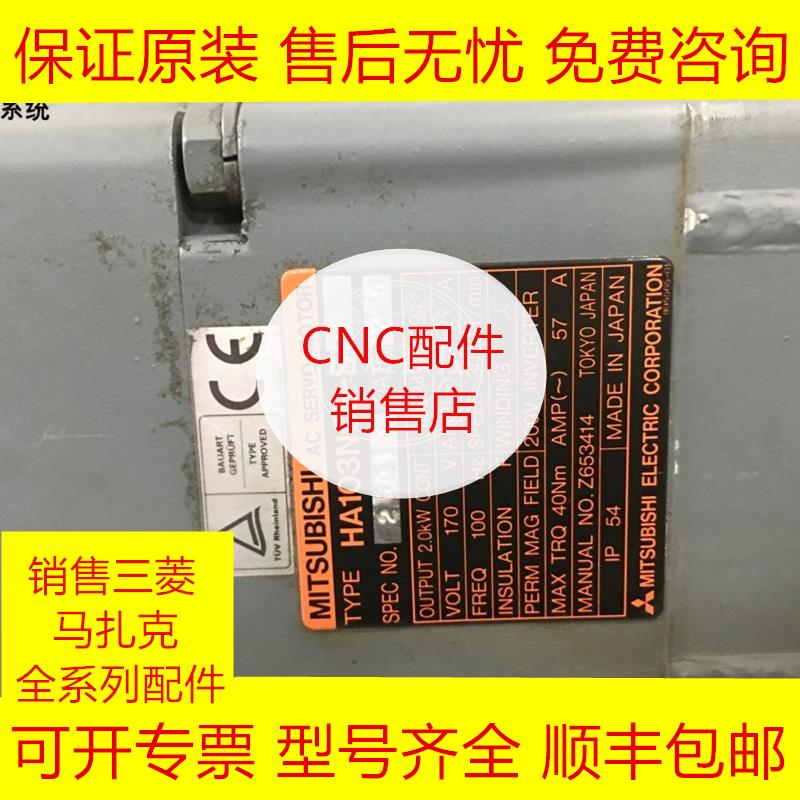 保证原装 售后无忧 免费咨询
系统
CNC配件
销售店
CE
BAUART
GEPRÜFT
TYPE
APPROVED
TÜV Rheinland
MITSUBISHI AC SERVO
TYPE HA103N
SPEC NO.
OUTPUT 2.0kW CONT.
VOLT 170 A
FREQ 100 /min
INSULATION WINDING
PERM MAG FIELD 200V INVERTER
MAX TRQ 40Nm AMP(~) 57 A
MANUAL NO. Z653414 TOKYO JAPAN
IP 54 MADE IN JAPAN
MITSUBISHI ELECTRIC CORPORATION
销售三菱
马扎克
全系列配件
可开专票 型号齐全 顺丰包邮